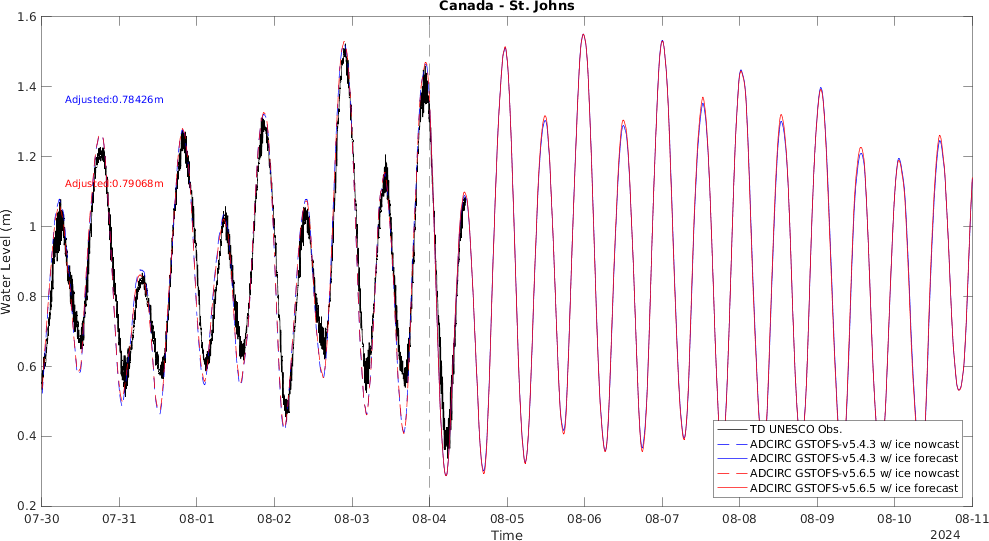 Canada - St. Johns
1.6
1.4
1.2
1
0.8
0.6
0.4
0.2
Water Level (m)
Adjusted:0.78426m
Adjusted:0.79068m
TD UNESCO Obs.
ADCIRC GSTOFS-v5.4.3 w/ ice nowcast
ADCIRC GSTOFS-v5.4.3 w/ ice forecast
ADCIRC GSTOFS-v5.6.5 w/ ice nowcast
ADCIRC GSTOFS-v5.6.5 w/ ice forecast
07-30 07-31 08-01 08-02 08-03 08-04 08-05 08-06 08-07 08-08 08-09 08-10 08-11
Time
2024